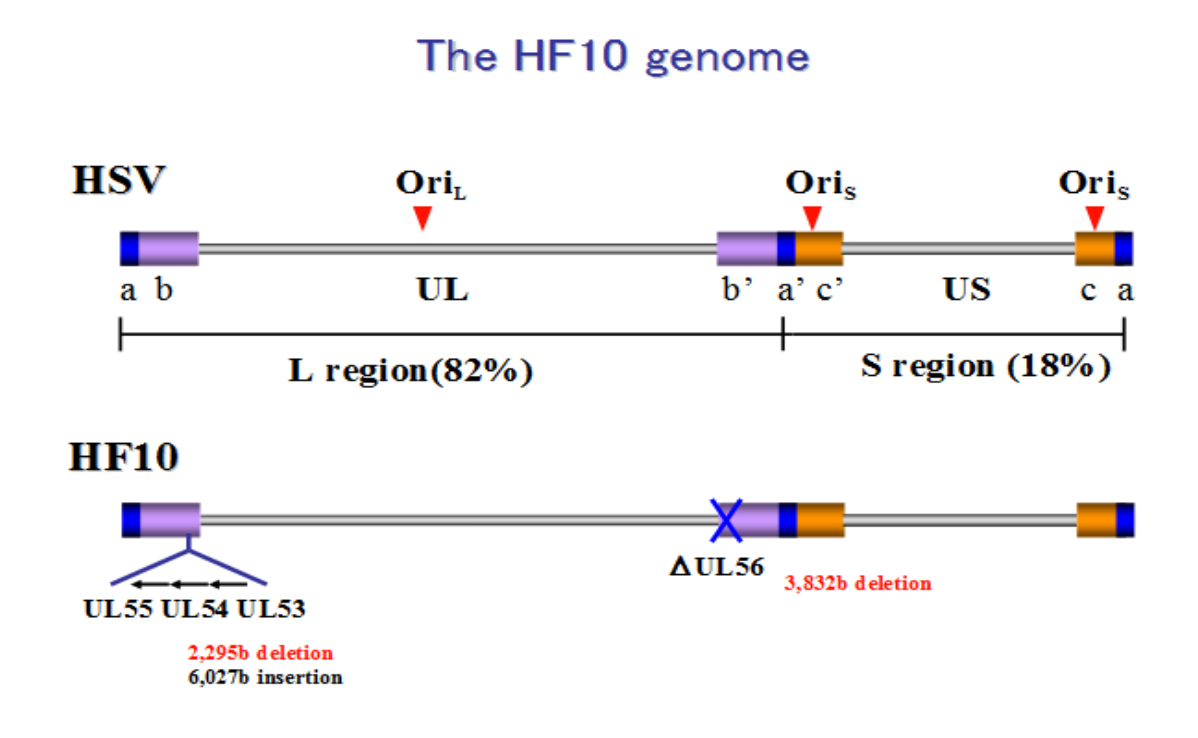 The HF10 genome
HSV
OriL
OriS
OriS
a b UL b’ a’ c’ US c a
L region(82%)
S region (18%)
HF10
ΔUL56
3,832b deletion
UL55 UL54 UL53
2,295b deletion
6,027b insertion